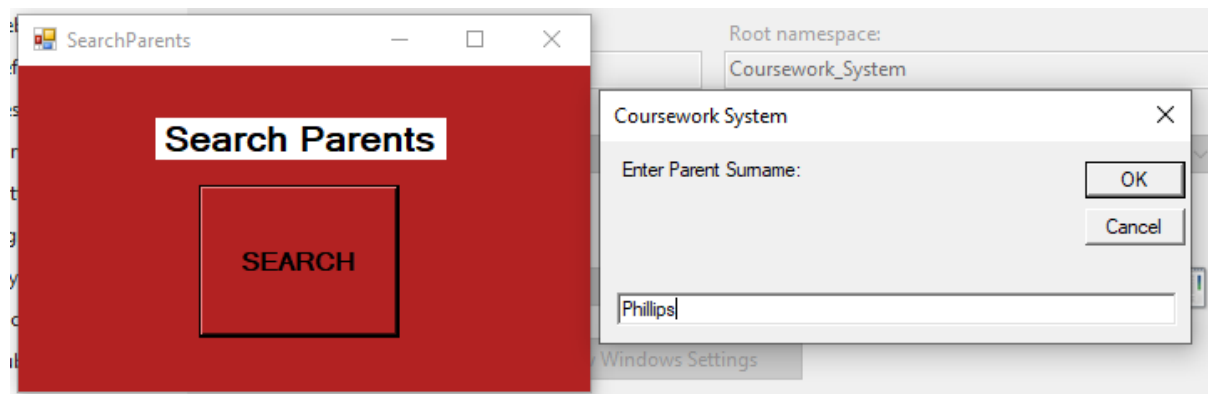 SearchParents
Search Parents
SEARCH
Root namespace:
Coursework_System
Coursework System
Enter Parent Surname:
OK
Cancel
Phillips
Windows Settings